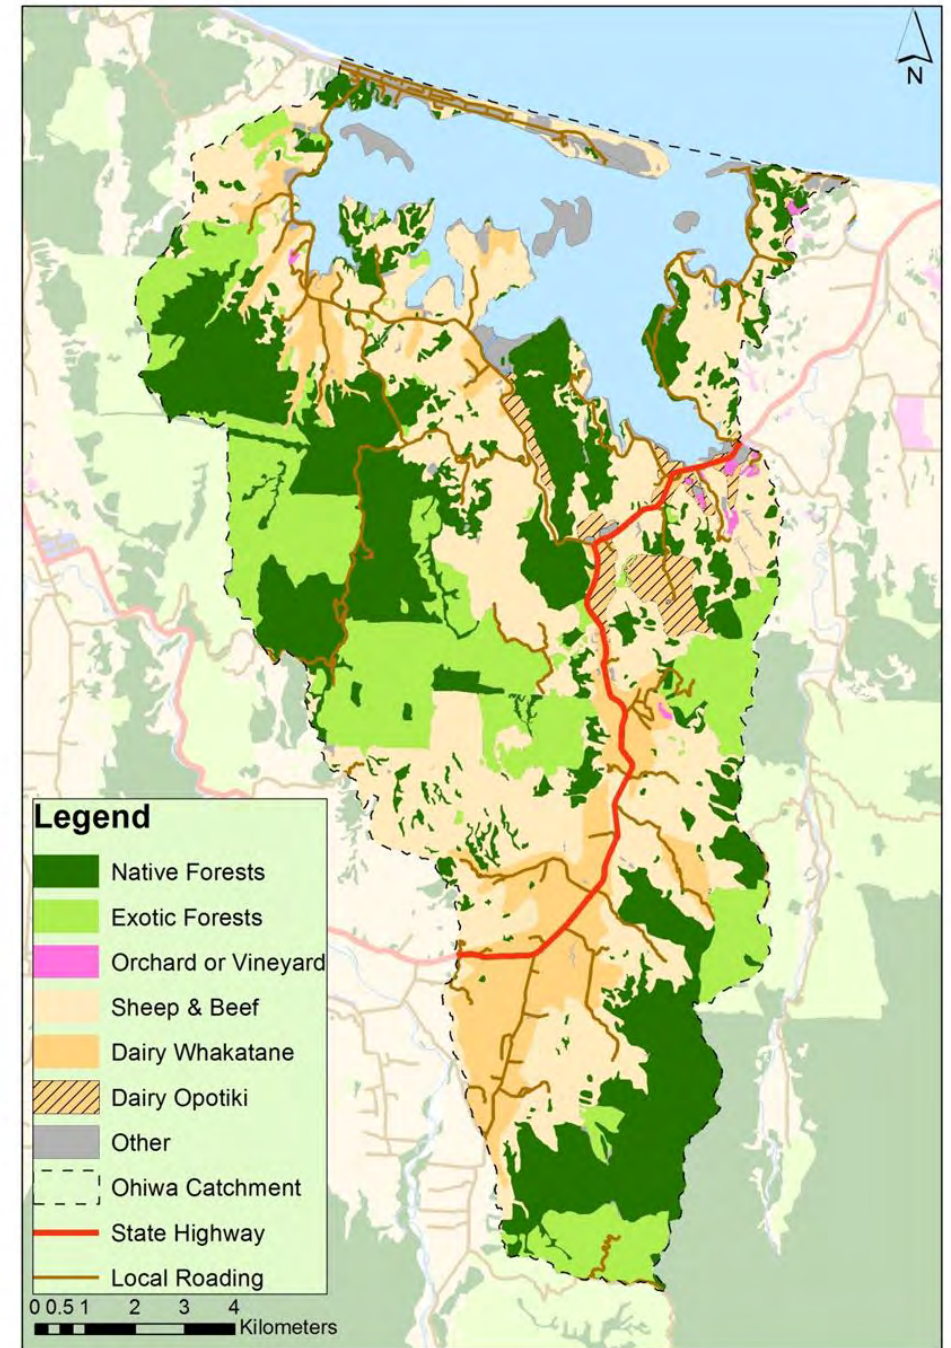 N
Legend
Native Forests
Exotic Forests
Orchard or Vineyard
Sheep & Beef
Dairy Whakatane
Dairy Opotiki
Other
Ohiwa Catchment
State Highway
Local Roading
0 0.5 1 2 3 4
Kilometers